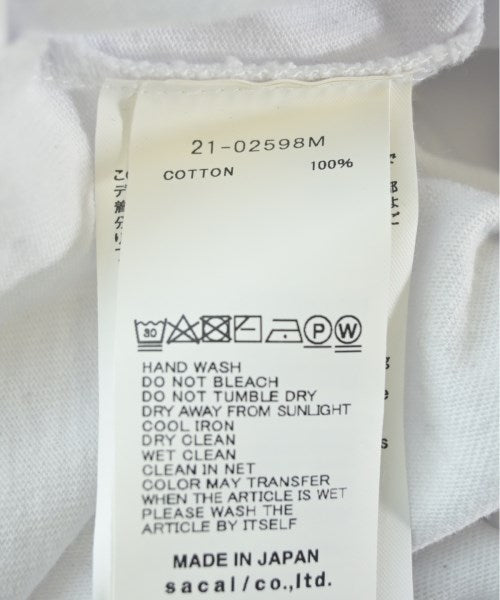 21-02598M
COTTON 100%
30 P W
HAND WASH
DO NOT BLEACH
DO NOT TUMBLE DRY
DRY AWAY FROM SUNLIGHT
COOL IRON
DRY CLEAN
WET CLEAN
CLEAN IN NET
COLOR MAY TRANSFER
WHEN THE ARTICLE IS WET
PLEASE WASH THE
ARTICLE BY ITSELF
MADE IN JAPAN
sacai/co.,ltd.